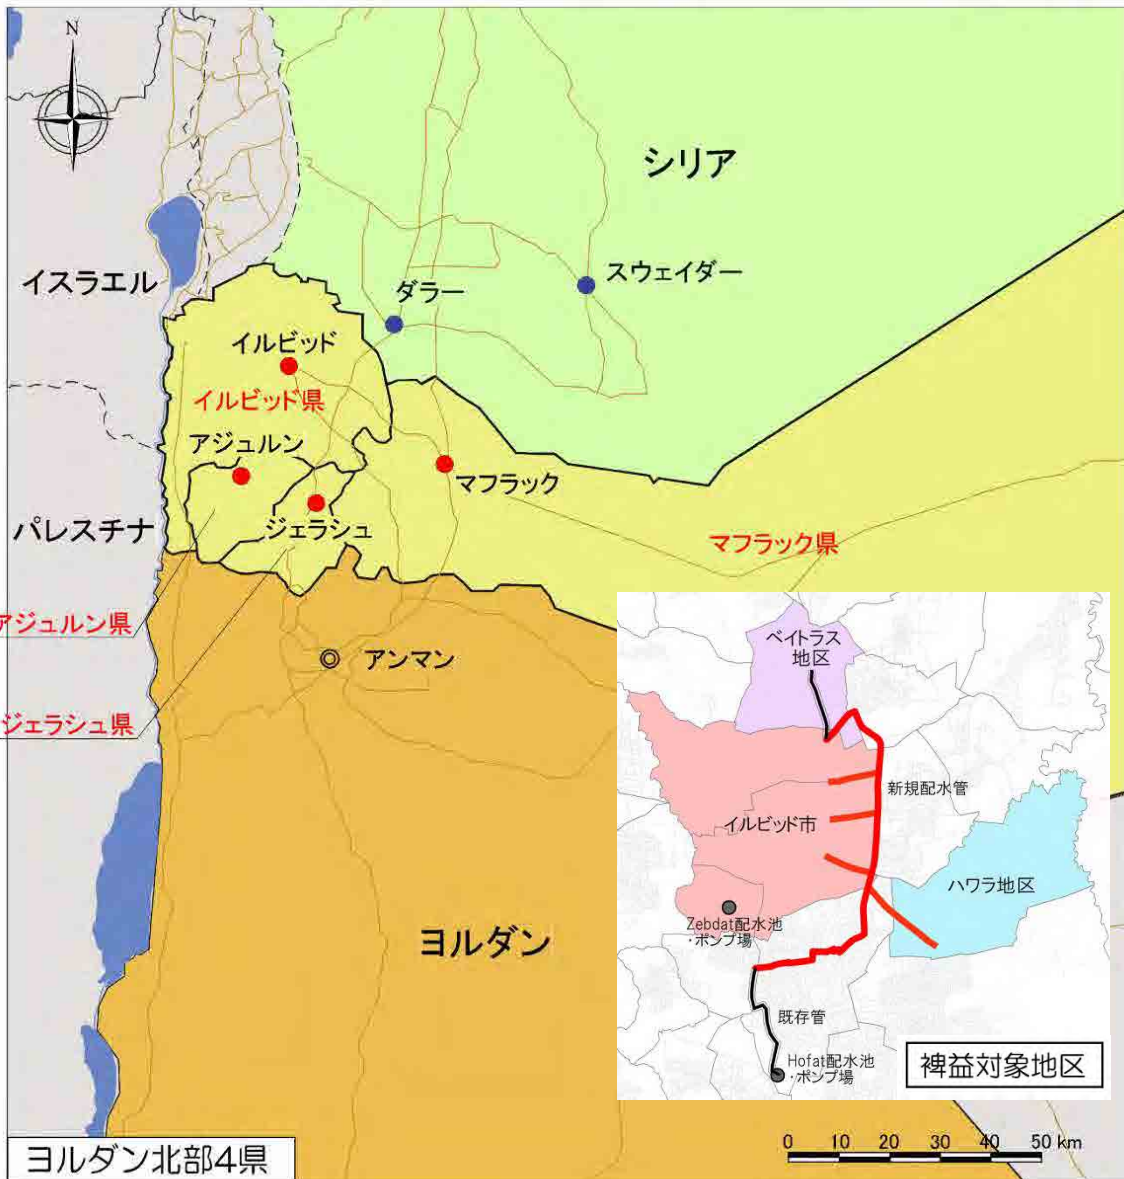 N
シリア
イスラエル
ダラー
スウェイダー
イルビッド
イルビッド県
アジュルン
マフラック
パレスチナ
ジェラシュ
マフラック県
アジュルン県
アンマン
ジェラシュ県
ヨルダン
ベイトラス
地区
新規配水管
イルビッド市
ハワラ地区
Zebdat配水池
・ポンプ場
既存管
Hofat配水池
・ポンプ場
裨益対象地区
ヨルダン北部4県
0 10 20 30 40 50 km